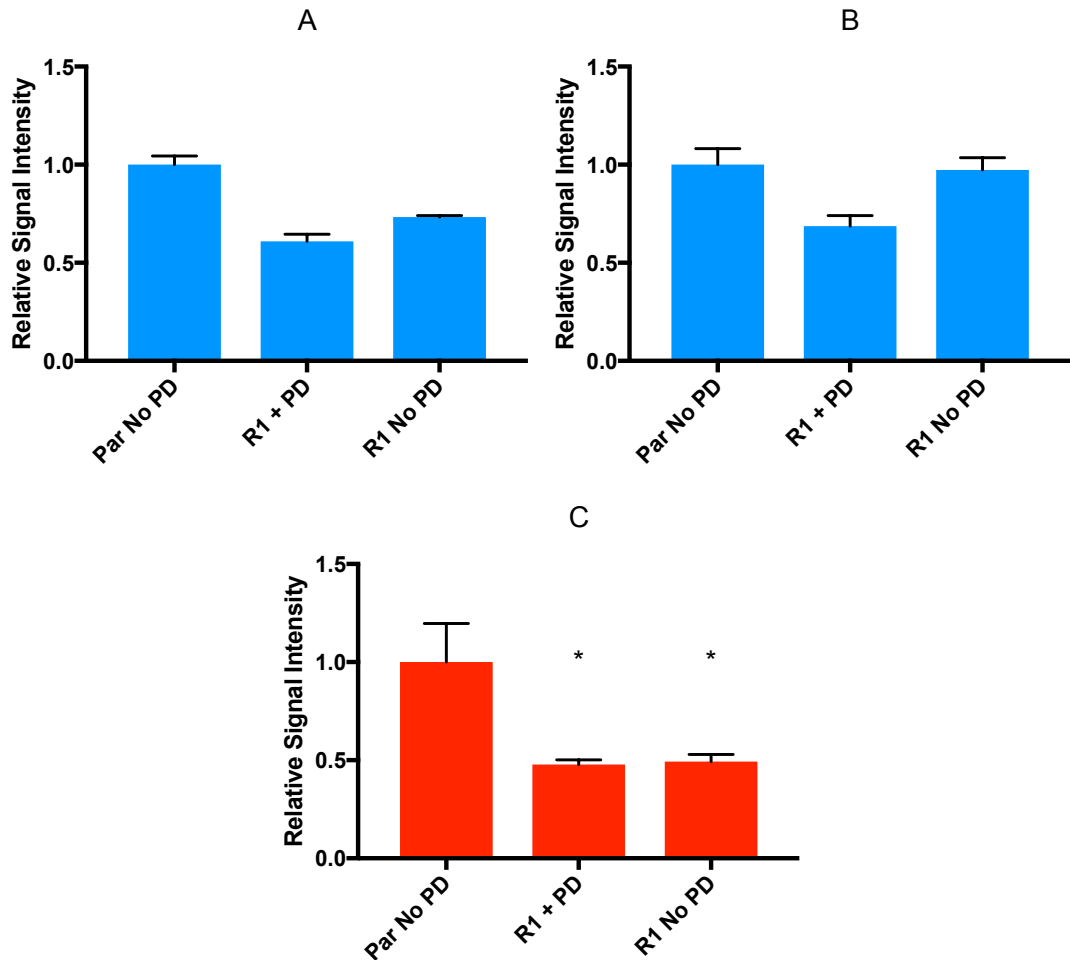 A
Relative Signal Intensity
1.5
1.0
0.5
0.0
Par No PD
R1 + PD
R1 No PD
B
Relative Signal Intensity
1.5
1.0
0.5
0.0
Par No PD
R1 + PD
R1 No PD
C
Relative Signal Intensity
1.5
1.0
0.5
0.0
* *
Par No PD
R1 + PD
R1 No PD